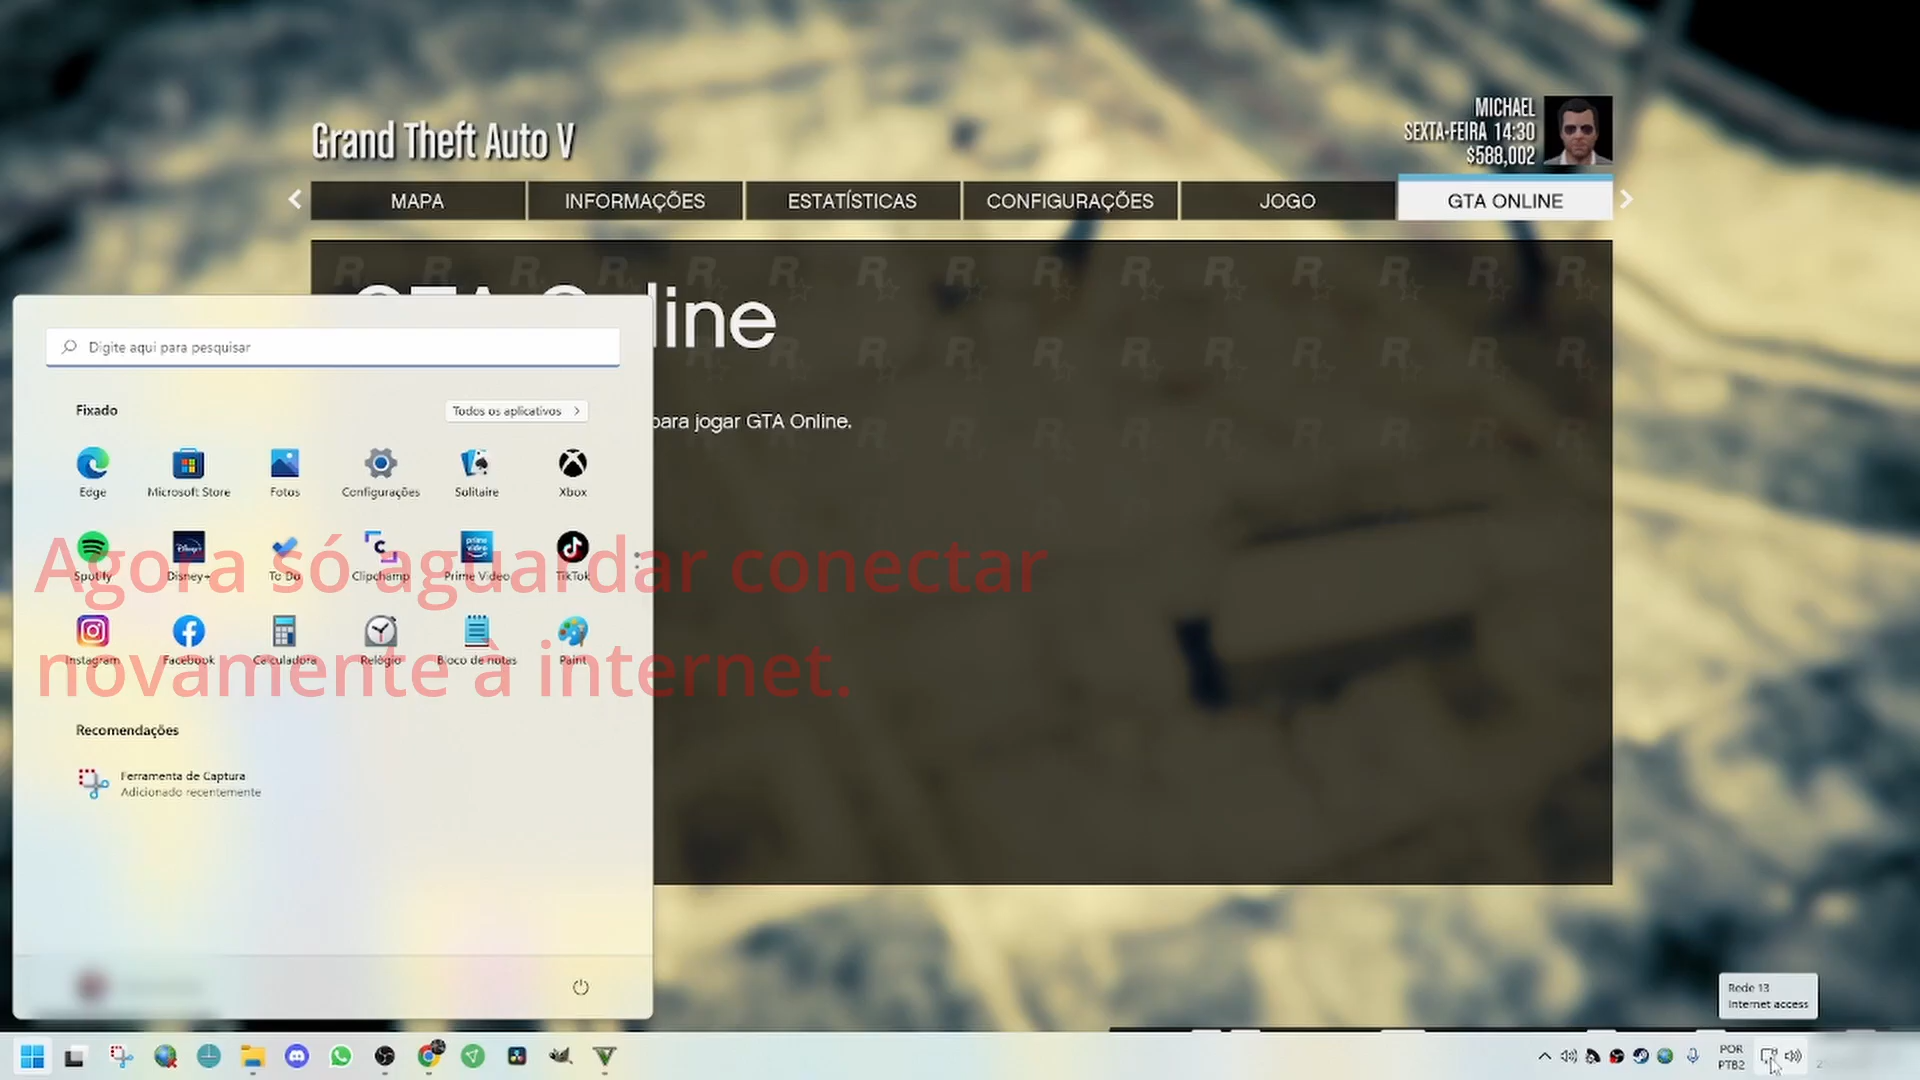 Grand Theft Auto V
MICHAEL
SEXTA-FEIRA 14:30
$588,002
MAPA
INFORMAÇÕES
ESTATÍSTICAS
CONFIGURAÇÕES
JOGO
GTA ONLINE
GTA Online
para jogar GTA Online.
Digite aqui para pesquisar
Fixado
Todos os aplicativos
Edge
Microsoft Store
Fotos
Configurações
Solitaire
Xbox
Spotify
Disney+
To Do
Clipchamp
Prime Video
TikTok
Agora só aguardar conectar
novamente à internet.
Instagram
Facebook
Calculadora
Relógio
Bloco de notas
Paint
Recomendações
Ferramenta de Captura
Adicionado recentemente
Rede 13
Internet access
POR
PTB2